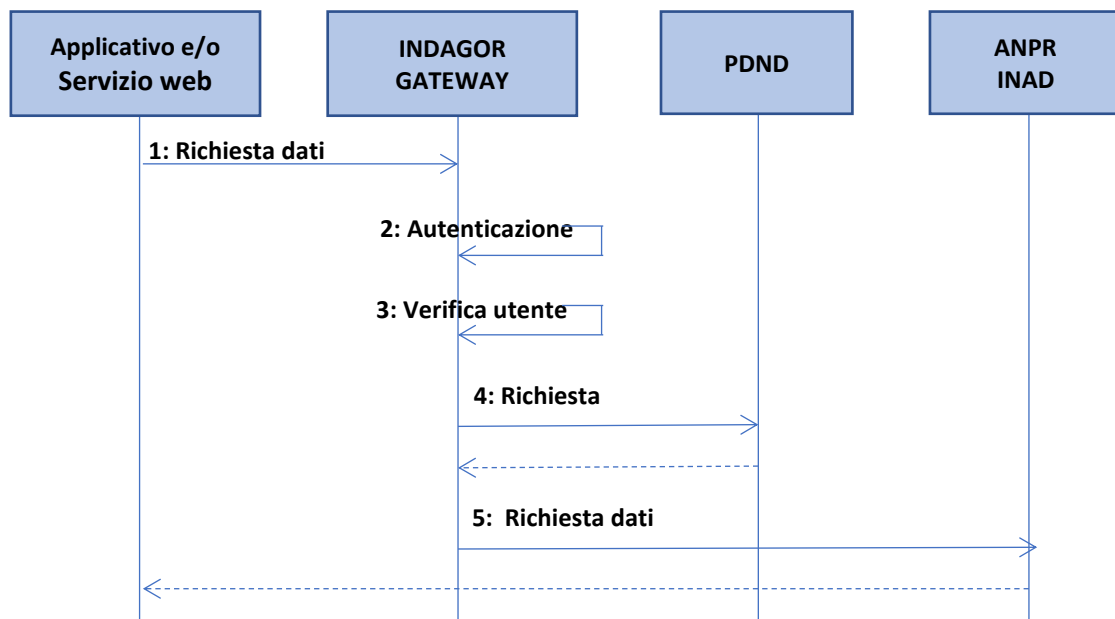 Applicativo e/o
Servizio web
INDAGOR
GATEWAY
PDND
ANPR
INAD
1: Richiesta dati
2: Autenticazione
3: Verifica utente
4: Richiesta
5: Richiesta dati